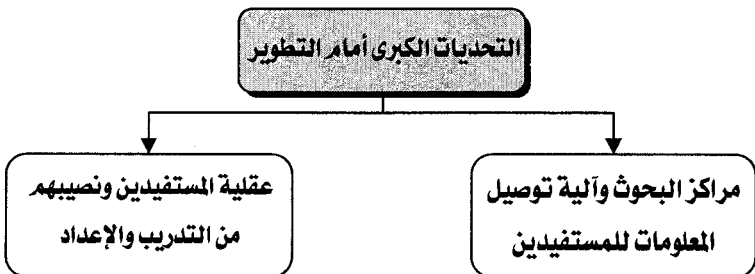 التحديات الكبرى أمام التطوير
مراكز البحوث وآلية توصيل
المعلومات للمستفيدين
عقلية المستفيدين ونصيبهم
من التدريب والإعداد